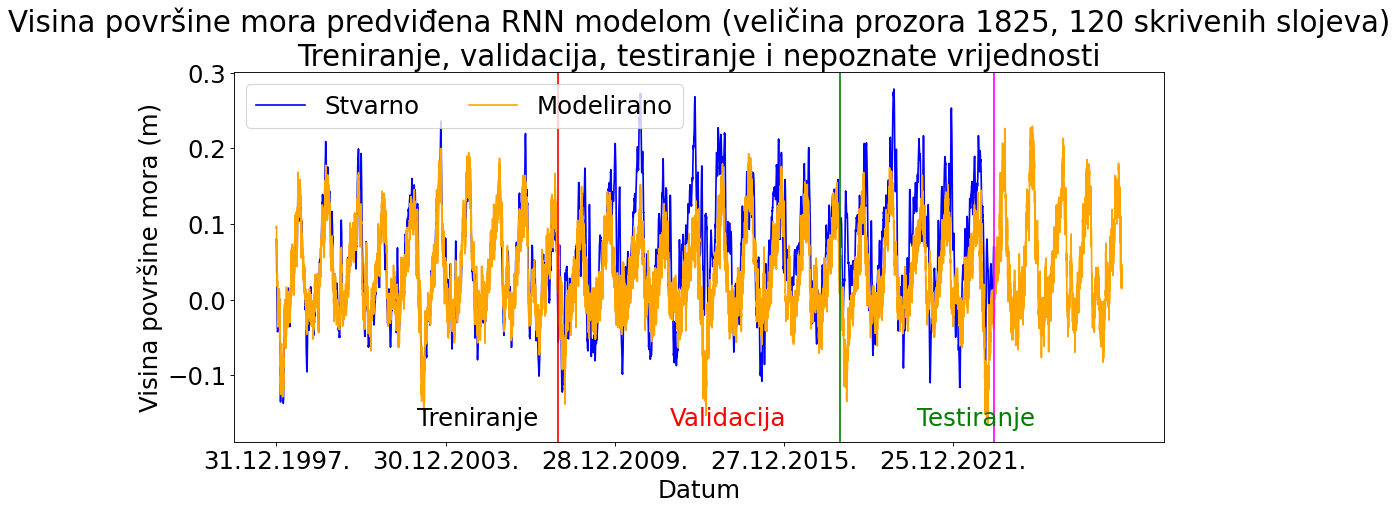 Visina površine mora predviđena RNN modelom (veličina prozora 1825, 120 skrivenih slojeva)
Treniranje, validacija, testiranje i nepoznate vrijednosti
Stvarno
Modelirano
Visina površine mora (m)
0.3
0.2
0.1
0.0
−0.1
Treniranje
Validacija
Testiranje
31.12.1997.
30.12.2003.
28.12.2009.
27.12.2015.
25.12.2021.
Datum